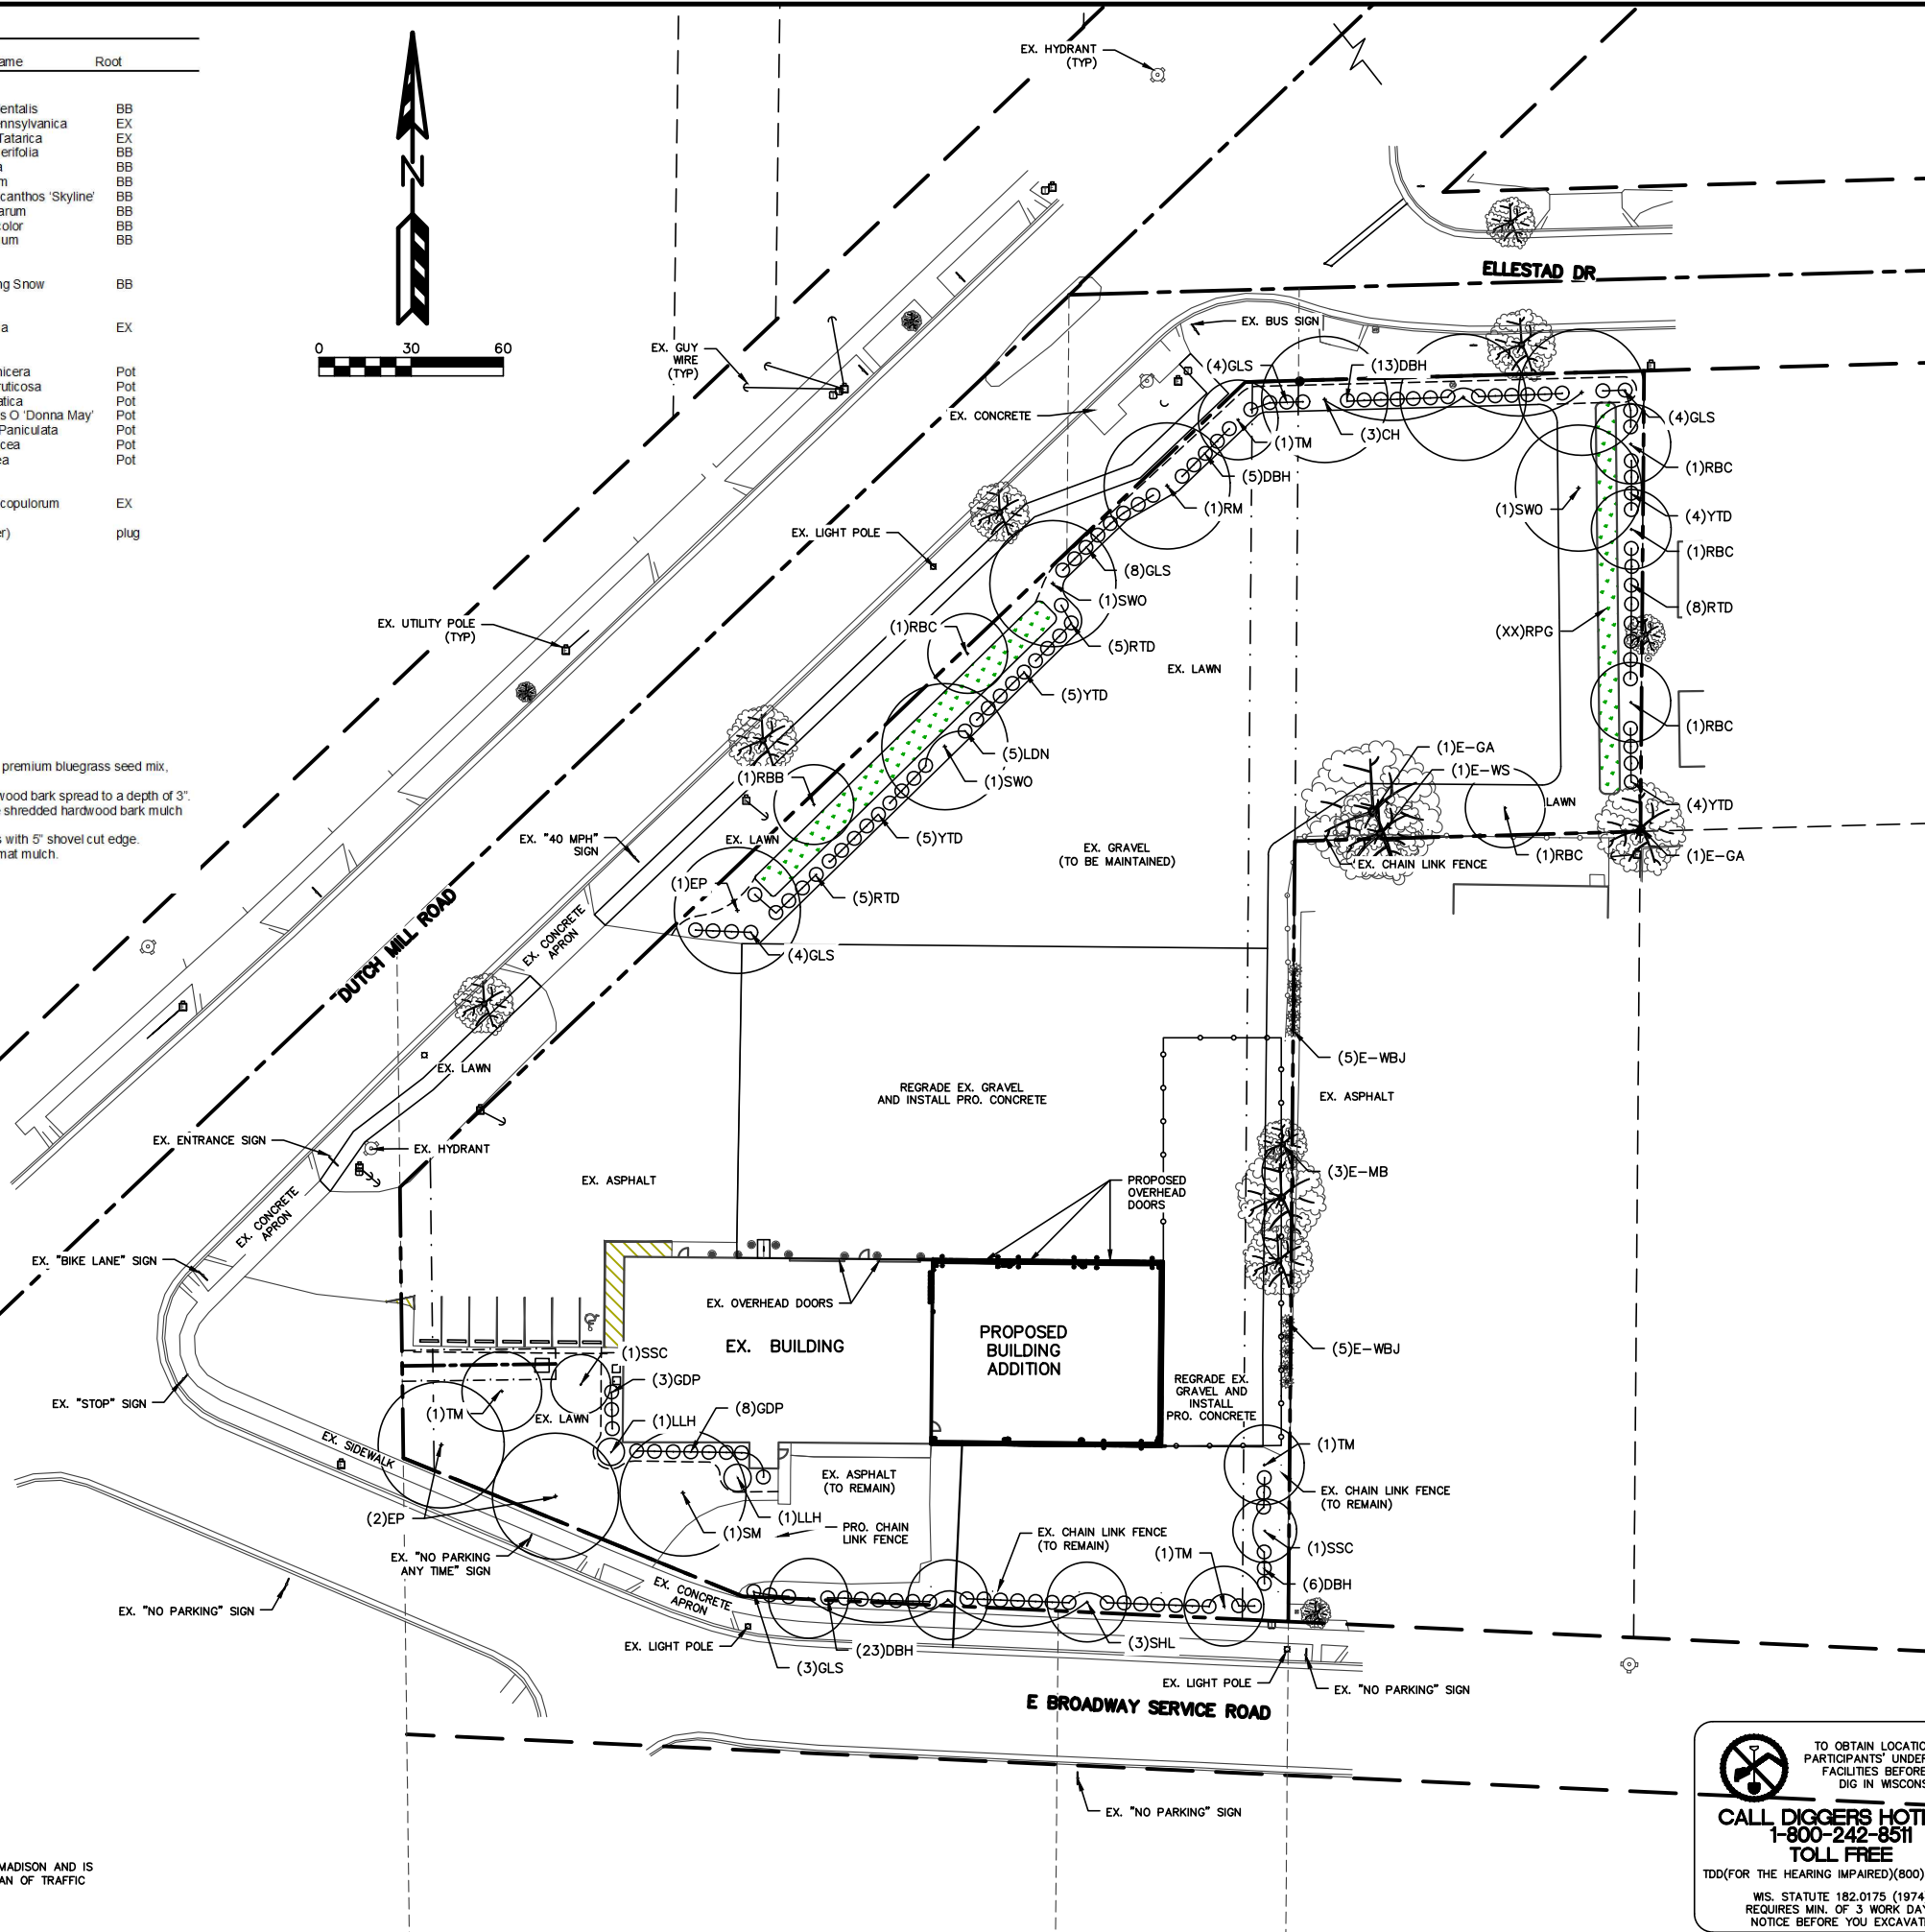 Root
BB
EX
EX
BB
BB
BB
canthos 'Skyline' BB
BB
BB
BB
ng Snow BB
EX
Pot
Pot
Pot
s O 'Donna May' Pot
Paniculata Pot
Pot
Pot
copulorum EX
plug
premium bluegrass seed mix,
wood bark spread to a depth of 3".
shredded hardwood bark mulch
with 5" shovel cut edge.
mat mulch.
N
0 30 60
EX. HYDRANT
(TYP)
EX. GUY
WIRE
(TYP)
EX. BUS SIGN
ELLESTAD DR
(4)GLS
(13)DBH
EX. CONCRETE
(1)TM
(3)CH
(4)GLS
(5)DBH
(1)RBC
(1)RM
(1)SWO
(4)YTD
EX. LIGHT POLE
(1)RBC
(8)GLS
(1)SWO
(8)RTD
EX. UTILITY POLE
(TYP)
(1)RBC
(XX)RPG
(5)RTD
EX. LAWN
(5)YTD
(1)RBC
(5)LDN
(1)E-GA
(1)RBB
(1)SWO
(1)E-WS
LAWN
(4)YTD
EX. "40 MPH"
SIGN
EX. LAWN
(5)YTD
EX. GRAVEL
(TO BE MAINTAINED)
EX. CHAIN LINK FENCE
(1)RBC
(1)E-GA
(1)EP
(5)RTD
DUTCH MILL ROAD
EX. CONCRETE
APRON
(4)GLS
(5)E-WBJ
EX. LAWN
REGRADE EX. GRAVEL
AND INSTALL PRO. CONCRETE
EX. ASPHALT
EX. ENTRANCE SIGN
EX. HYDRANT
EX. ASPHALT
PROPOSED
OVERHEAD
DOORS
(3)E-MB
EX. CONCRETE
APRON
EX. "BIKE LANE" SIGN
EX. OVERHEAD DOORS
EX. BUILDING
PROPOSED
BUILDING
ADDITION
(5)E-WBJ
(1)SSC
(3)GDP
REGRADE EX.
GRAVEL AND
INSTALL
PRO. CONCRETE
EX. "STOP" SIGN
(1)TM
EX. LAWN
(1)LLH
(8)GDP
EX. SIDEWALK
(1)TM
EX. ASPHALT
(TO REMAIN)
EX. CHAIN LINK FENCE
(TO REMAIN)
(2)EP
(1)LLH
(1)SM
PRO. CHAIN
LINK FENCE
EX. CHAIN LINK FENCE
(TO REMAIN)
(1)TM
(1)SSC
EX. "NO PARKING
ANY TIME" SIGN
(6)DBH
EX. CONCRETE
APRON
EX. "NO PARKING" SIGN
EX. LIGHT POLE
(23)DBH
(3)SHL
(3)GLS
EX. LIGHT POLE
EX. "NO PARKING" SIGN
E BROADWAY SERVICE ROAD
EX. "NO PARKING" SIGN
MADISON AND IS
AN OF TRAFFIC
TO OBTAIN LOCATIO
PARTICIPANTS' UNDER
FACILITIES BEFORE
DIG IN WISCONS
CALL DIGGERS HOT
1-800-242-8511
TOLL FREE
TDD(FOR THE HEARING IMPAIRED)(800)
WIS. STATUTE 182.0175 (1974
REQUIRES MIN. OF 3 WORK DAY
NOTICE BEFORE YOU EXCAVAT